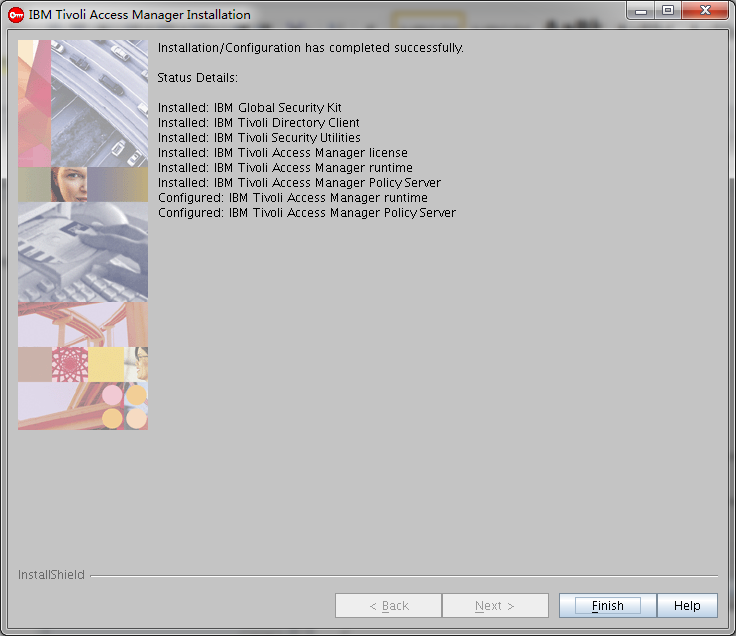 IBM Tivoli Access Manager Installation
Installation/Configuration has completed successfully.
Status Details:
Installed: IBM Global Security Kit
Installed: IBM Tivoli Directory Client
Installed: IBM Tivoli Security Utilities
Installed: IBM Tivoli Access Manager license
Installed: IBM Tivoli Access Manager runtime
Installed: IBM Tivoli Access Manager Policy Server
Configured: IBM Tivoli Access Manager runtime
Configured: IBM Tivoli Access Manager Policy Server
InstallShield
< Back Next > Finish Help